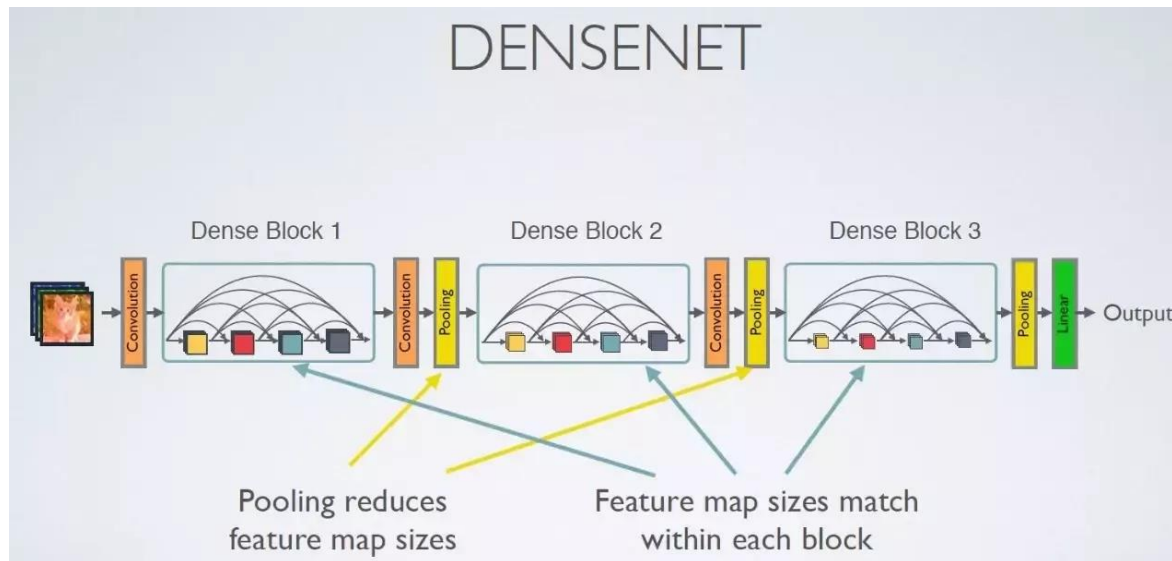 DENSENET
Dense Block 1
Dense Block 2
Dense Block 3
Convolution
Convolution
Pooling
Convolution
Pooling
Pooling
Linear
Output
Pooling reduces
feature map sizes
Feature map sizes match
within each block